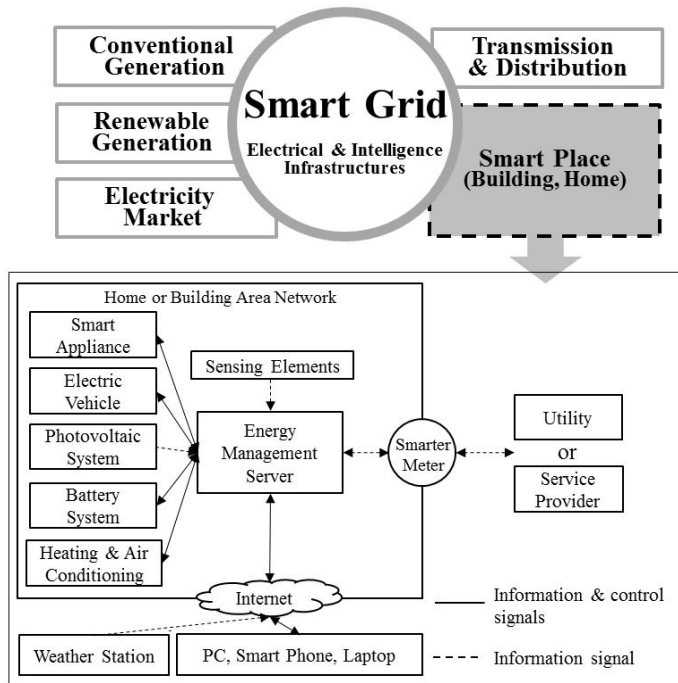 Conventional
Generation
Renewable
Generation
Electricity
Market
Smart Grid
Electrical & Intelligence
Infrastructures
Transmission
& Distribution
Smart Place
(Building, Home)
Home or Building Area Network
Smart
Appliance
Electric
Vehicle
Photovoltaic
System
Battery
System
Heating & Air
Conditioning
Sensing Elements
Energy
Management
Server
Smarter
Meter
Utility
or
Service
Provider
Internet
Weather Station
PC, Smart Phone, Laptop
Information & control
signals
Information signal